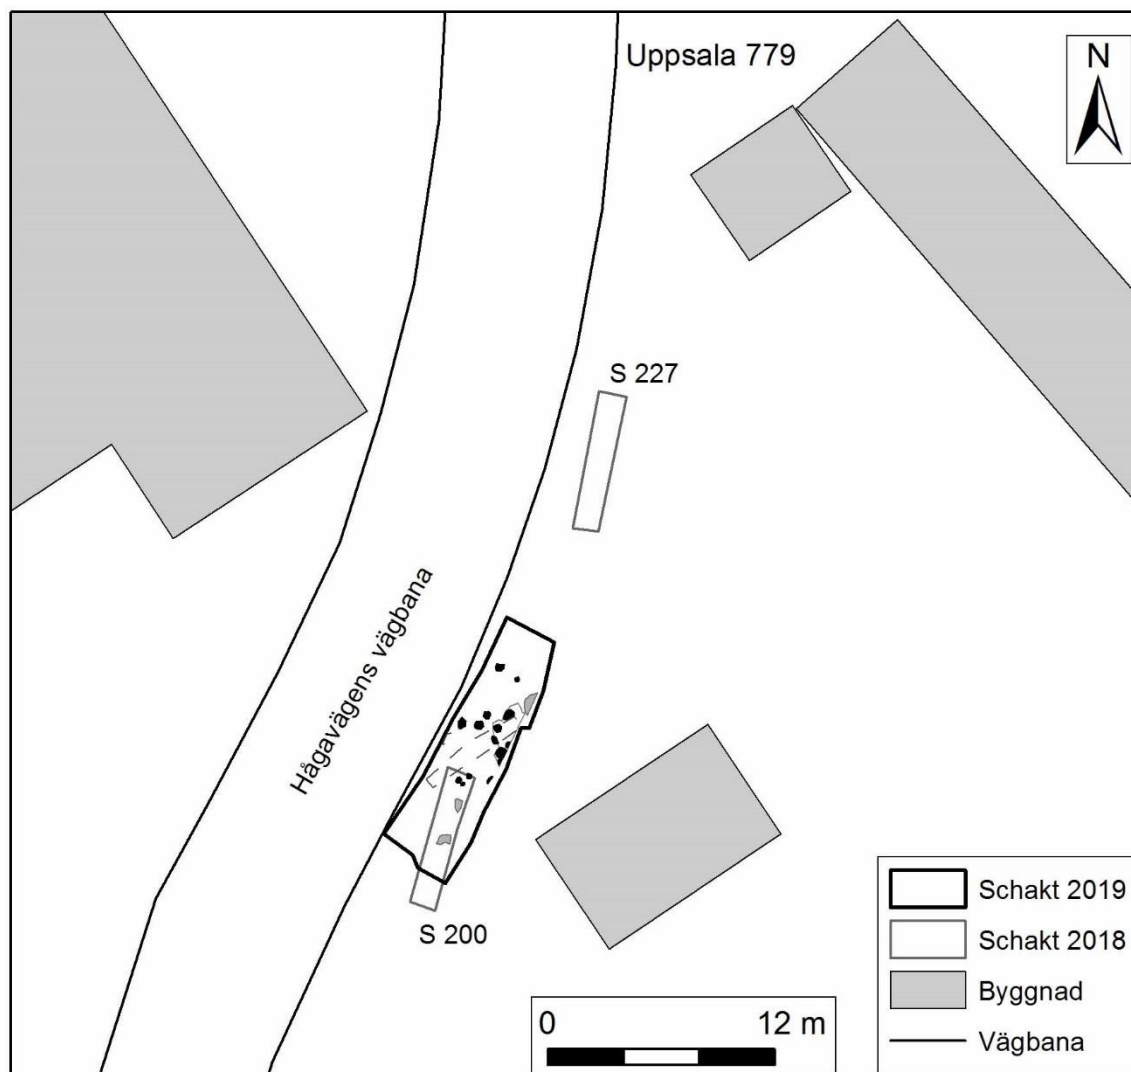 Uppsala 779
N
S 227
Hågavägens vägbana
S 200
Schakt 2019
Schakt 2018
Byggnad
Vägbana
0 12 m